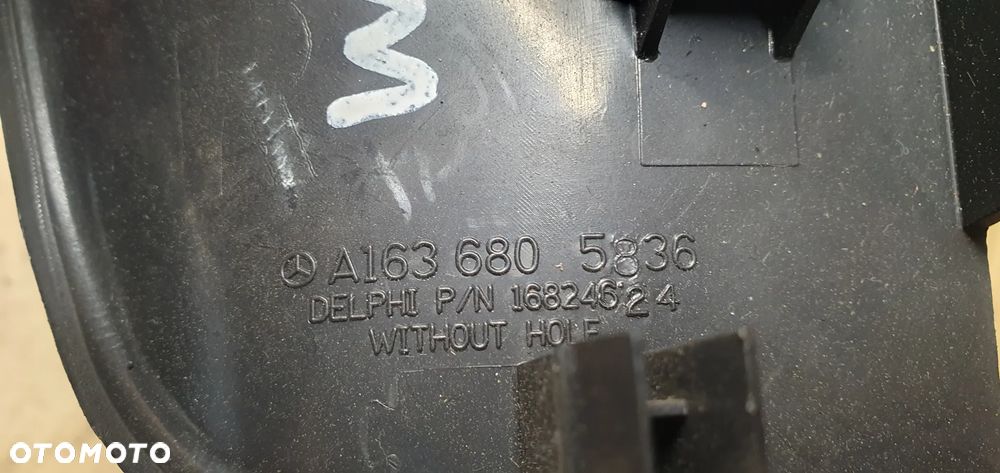 A163 680 5836
DELPHI P/N 16824624
WITHOUT HOLE
OTOMOTO